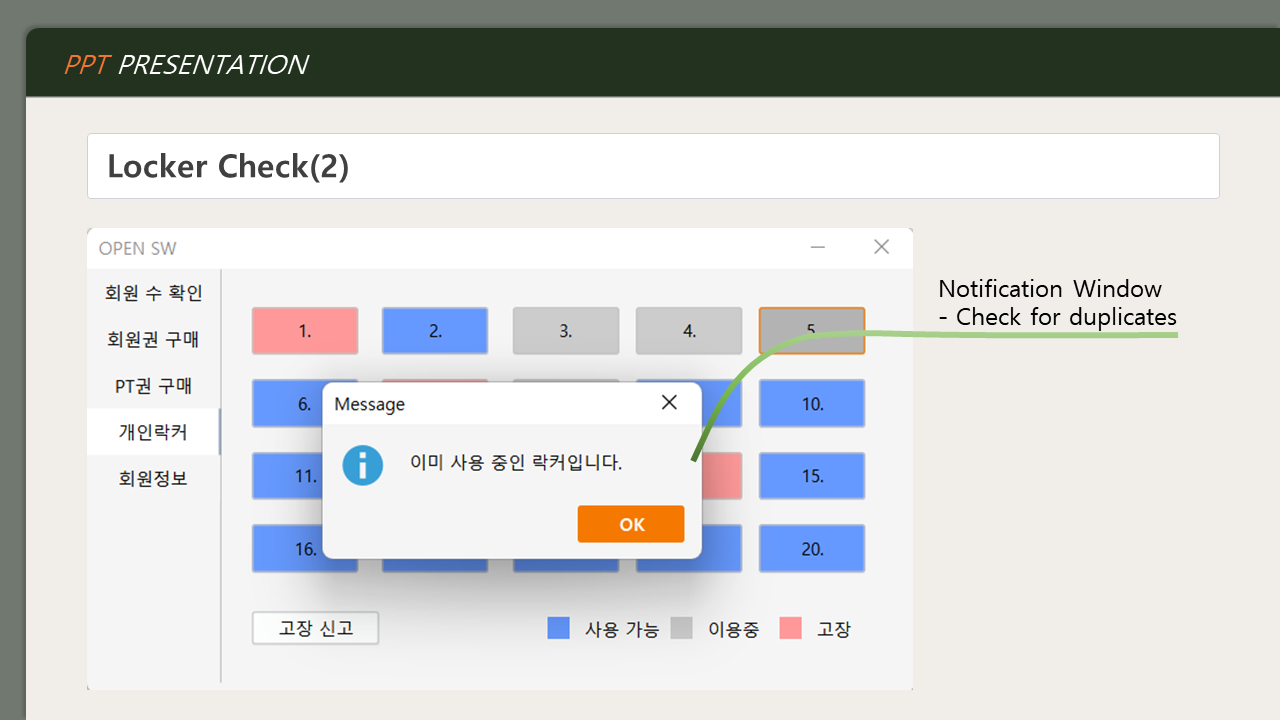 PPT PRESENTATION
Locker Check(2)
OPEN SW
회원 수 확인
회원권 구매
PT권 구매
개인락커
회원정보
1.
2.
3.
4.
5.
6.
10.
11.
15.
16.
20.
Message
이미 사용 중인 락커입니다.
OK
고장 신고
사용 가능
이용중
고장
Notification Window
- Check for duplicates